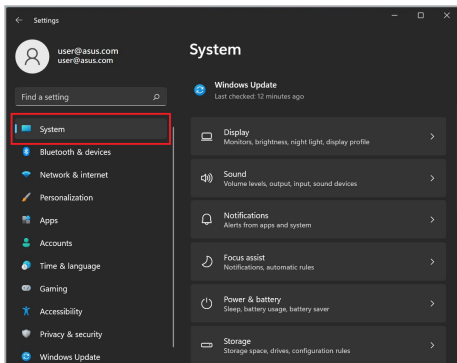 Settings
user@asus.com
user@asus.com
Find a setting
System
Bluetooth & devices
Network & internet
Personalization
Apps
Accounts
Time & language
Gaming
Accessibility
Privacy & security
Windows Update
System
Windows Update
Last checked: 12 minutes ago
Display
Monitors, brightness, night light, display profile
Sound
Volume levels, output, input, sound devices
Notifications
Alerts from apps and system
Focus assist
Notifications, automatic rules
Power & battery
Sleep, battery usage, battery saver
Storage
Storage space, drives, configuration rules